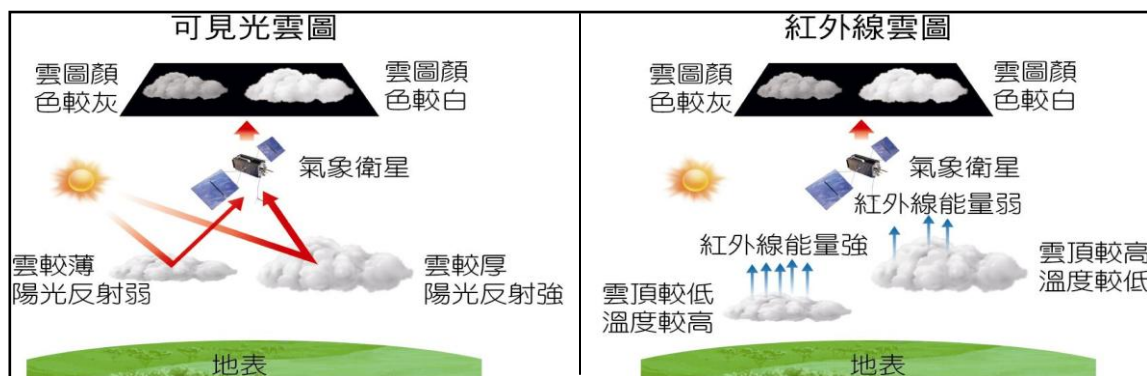 可見光雲圖
雲圖顏
色較灰
雲圖顏
色較白
氣象衛星
雲較薄
陽光反射弱
雲較厚
陽光反射強
地表
紅外線雲圖
雲圖顏
色較灰
雲圖顏
色較白
氣象衛星
紅外線能量弱
紅外線能量強
雲頂較高
溫度較低
雲頂較低
溫度較高
地表